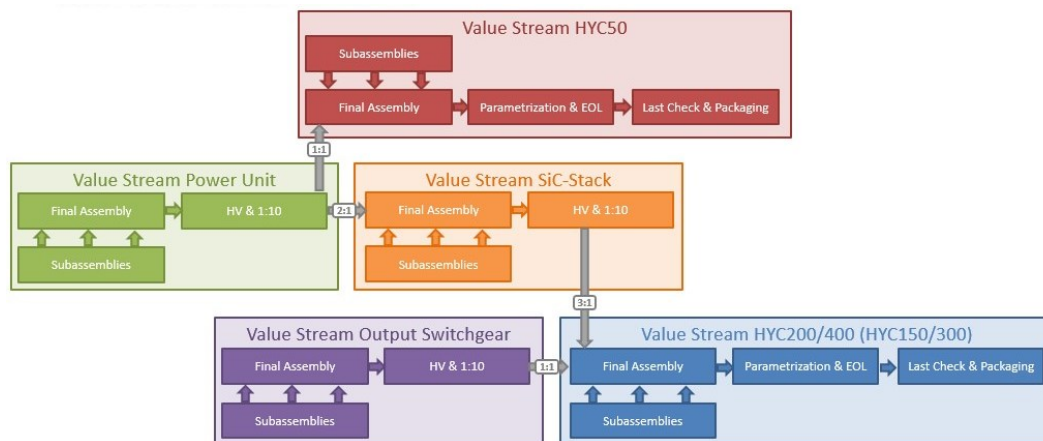 Value Stream HYC50
Subassemblies
Final Assembly
Parametrization & EOL
Last Check & Packaging
1:1
Value Stream Power Unit
Final Assembly
HV & 1:10
Subassemblies
2:1
Value Stream SiC-Stack
Final Assembly
HV & 1:10
Subassemblies
3:1
Value Stream Output Switchgear
Final Assembly
HV & 1:10
Subassemblies
1:1
Value Stream HYC200/400 (HYC150/300)
Final Assembly
Parametrization & EOL
Last Check & Packaging
Subassemblies